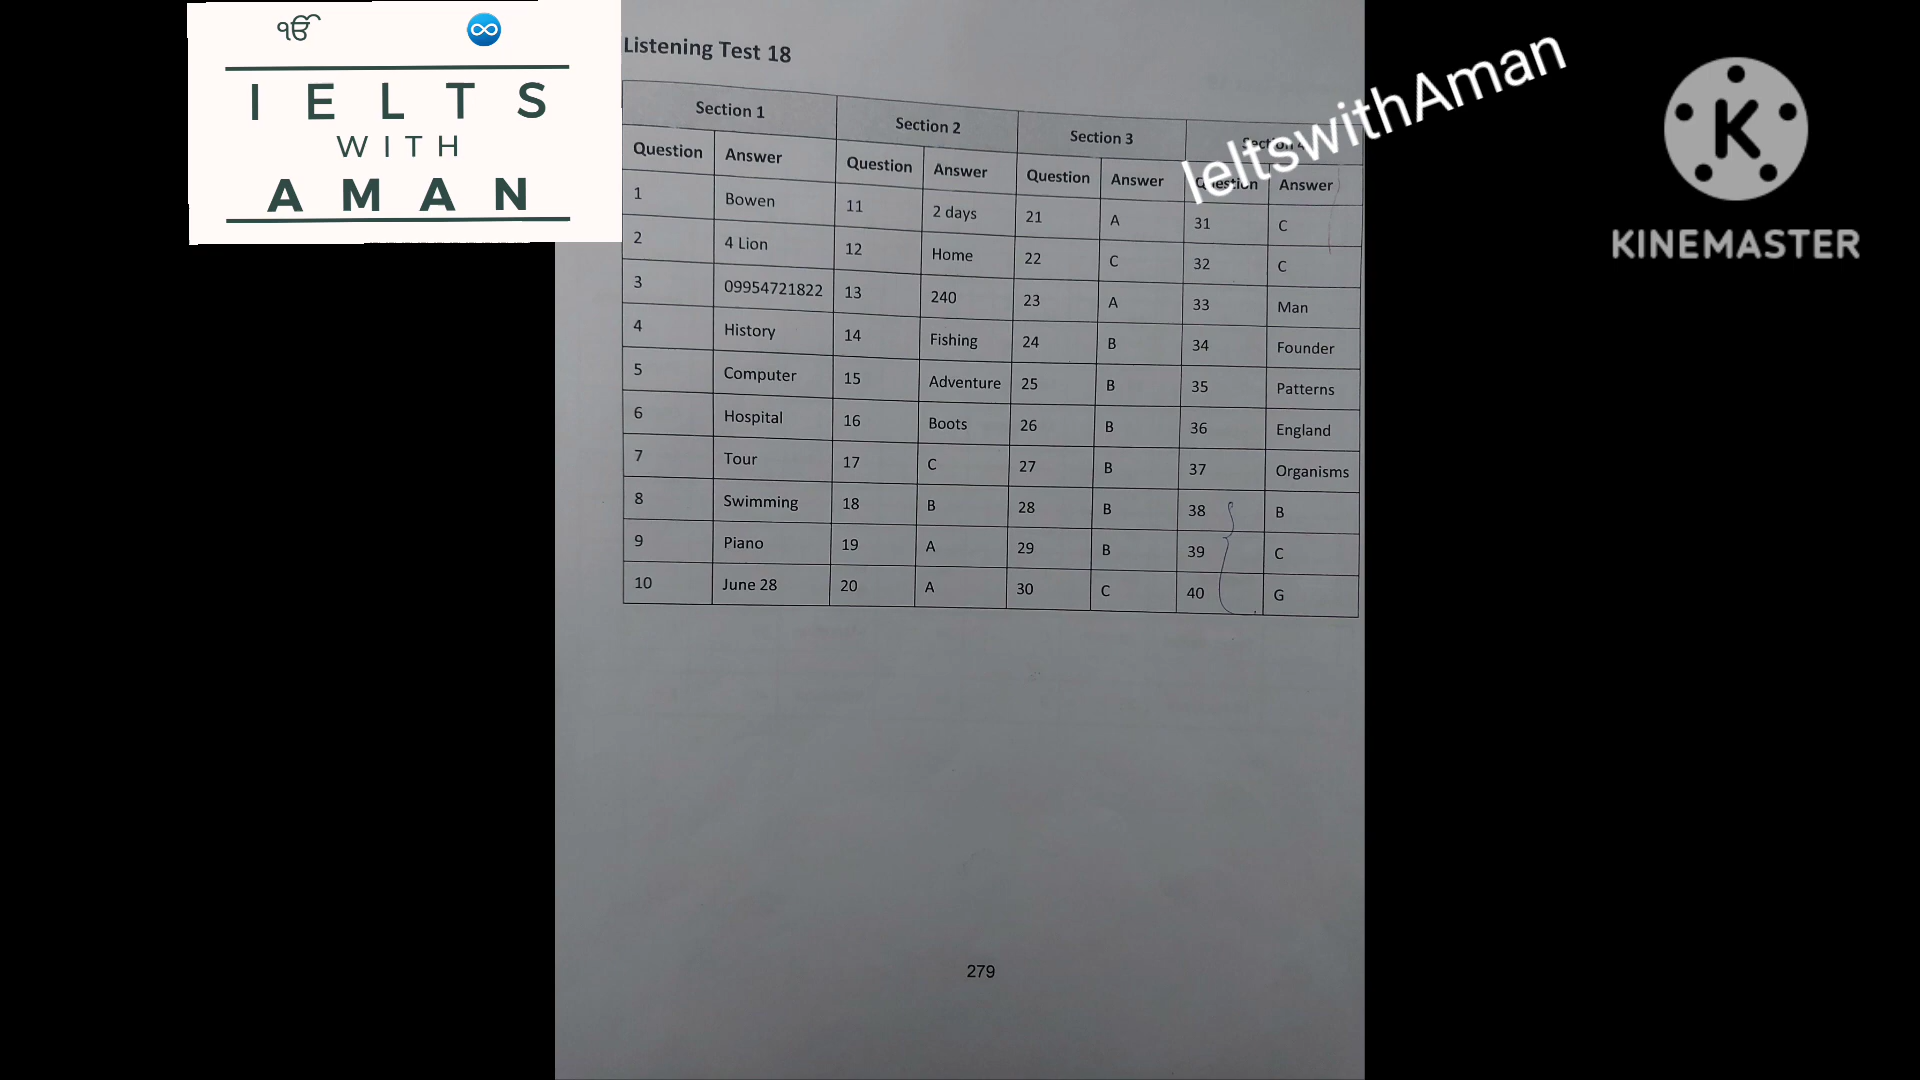 ੴ
I E L T S
W I T H
A M A N
IeltswithAman
K
KINEMASTER
Listening Test 18
Section 1 Section 2 Section 3 Section 4
Question Answer Question Answer Question Answer Question Answer
1 Bowen 11 2 days 21 A 31 C
2 4 Lion 12 Home 22 C 32 C
3 09954721822 13 240 23 A 33 Man
4 History 14 Fishing 24 B 34 Founder
5 Computer 15 Adventure 25 B 35 Patterns
6 Hospital 16 Boots 26 B 36 England
7 Tour 17 C 27 B 37 Organisms
8 Swimming 18 B 28 B 38 B
9 Piano 19 A 29 B 39 C
10 June 28 20 A 30 C 40 G
279